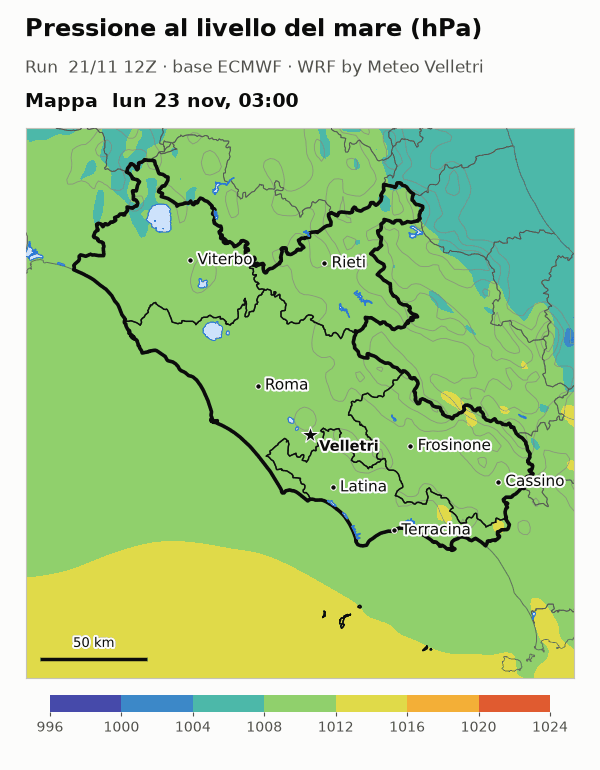 Pressione al livello del mare (hPa)
Run  21/11 12Z · base ECMWF · WRF by Meteo Velletri
Mappa  lun 23 nov, 03:00
Viterbo
Rieti
Roma
Velletri
Frosinone
Latina
Cassino
Terracina
50 km
996 1000 1004 1008 1012 1016 1020 1024